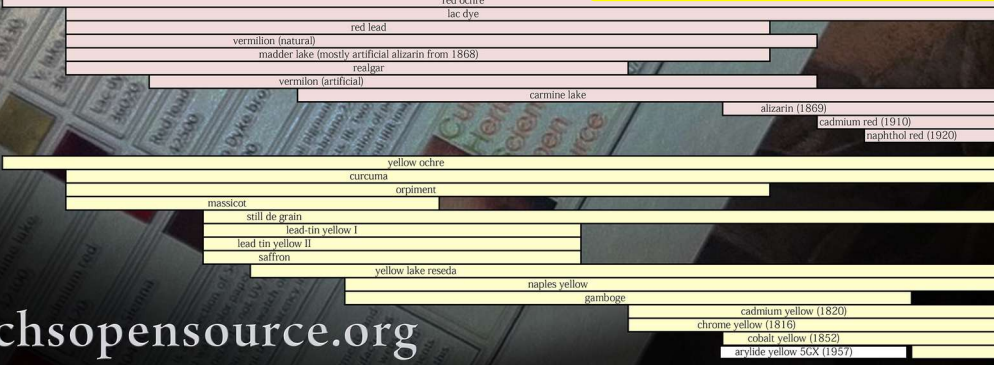 red ochre
lac dye
red lead
vermilion (natural)
madder lake (mostly artificial alizarin from 1868)
realgar
vermilon (artificial)
carmine lake
alizarin (1869)
cadmium red (1910)
naphthol red (1920)
yellow ochre
curcuma
orpiment
massicot
still de grain
lead-tin yellow I
lead tin yellow II
saffron
yellow lake reseda
naples yellow
gamboge
cadmium yellow (1820)
chrome yellow (1816)
cobalt yellow (1852)
arylide yellow 5GX (1957)
chsopensource.org